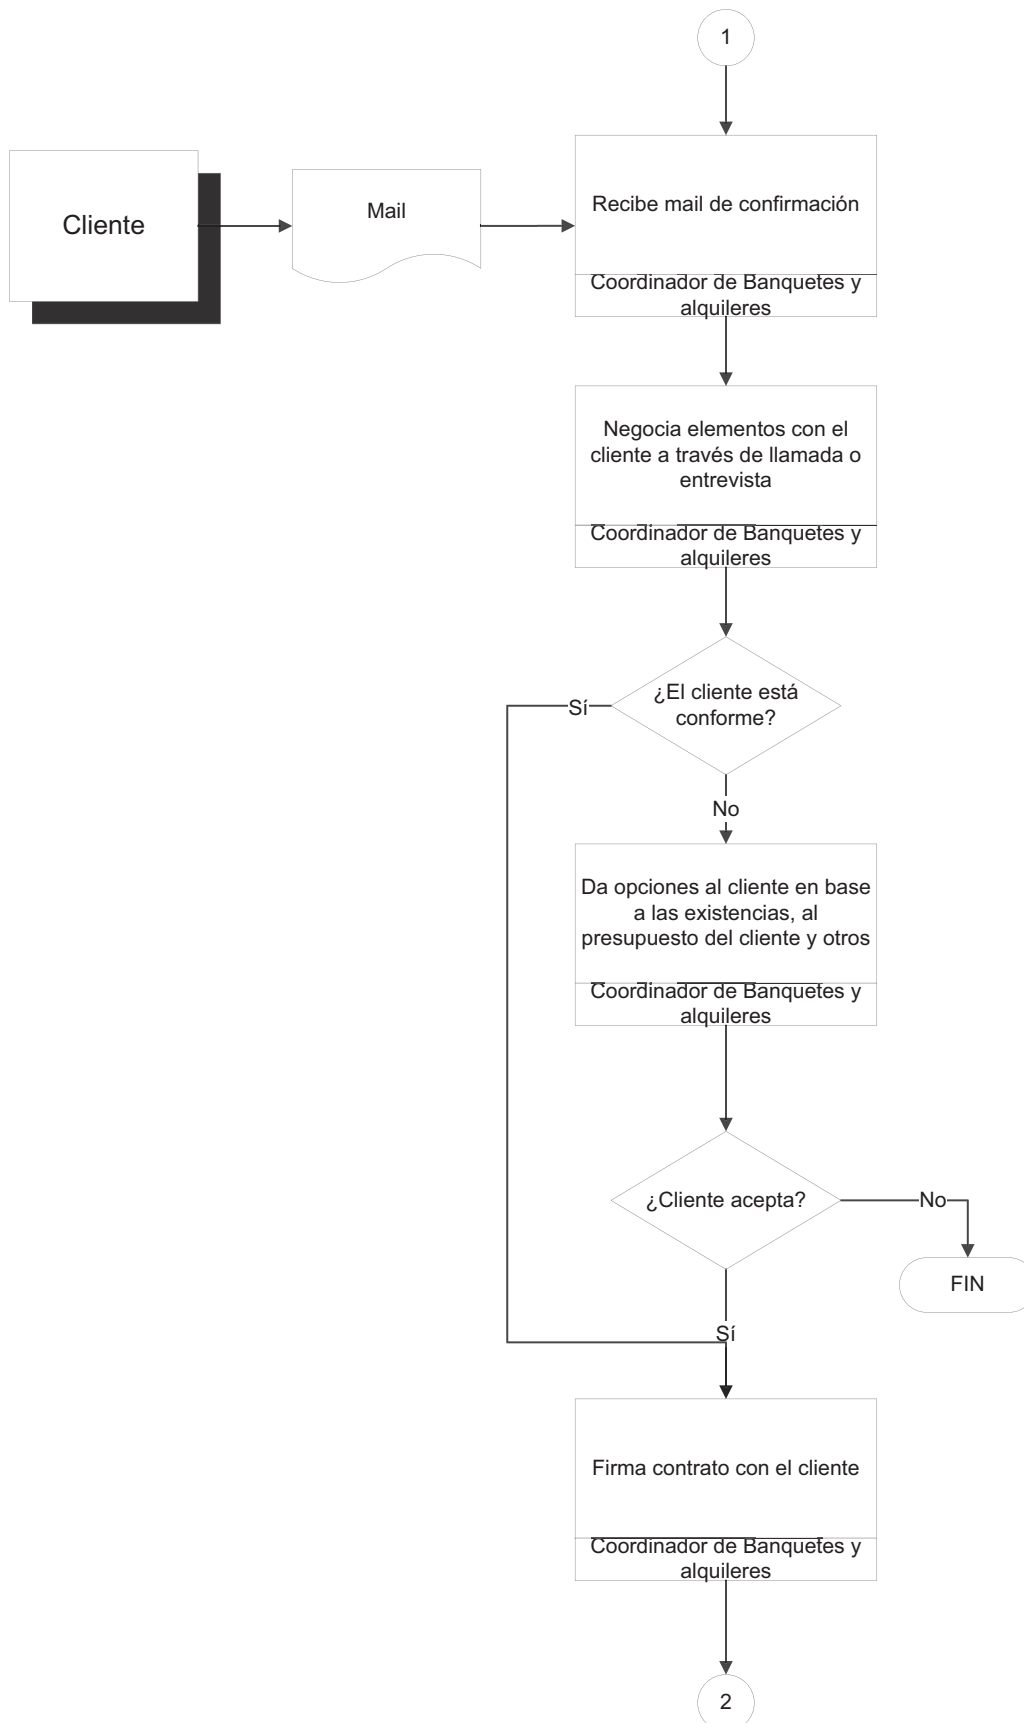 1
Cliente
Mail
Recibe mail de confirmación
Coordinador de Banquetes y
alquileres
Negocia elementos con el
cliente a través de llamada o
entrevista
Coordinador de Banquetes y
alquileres
¿El cliente está
conforme?
Sí
No
Da opciones al cliente en base
a las existencias, al
presupuesto del cliente y otros
Coordinador de Banquetes y
alquileres
¿Cliente acepta?
No
FIN
Sí
Firma contrato con el cliente
Coordinador de Banquetes y
alquileres
2